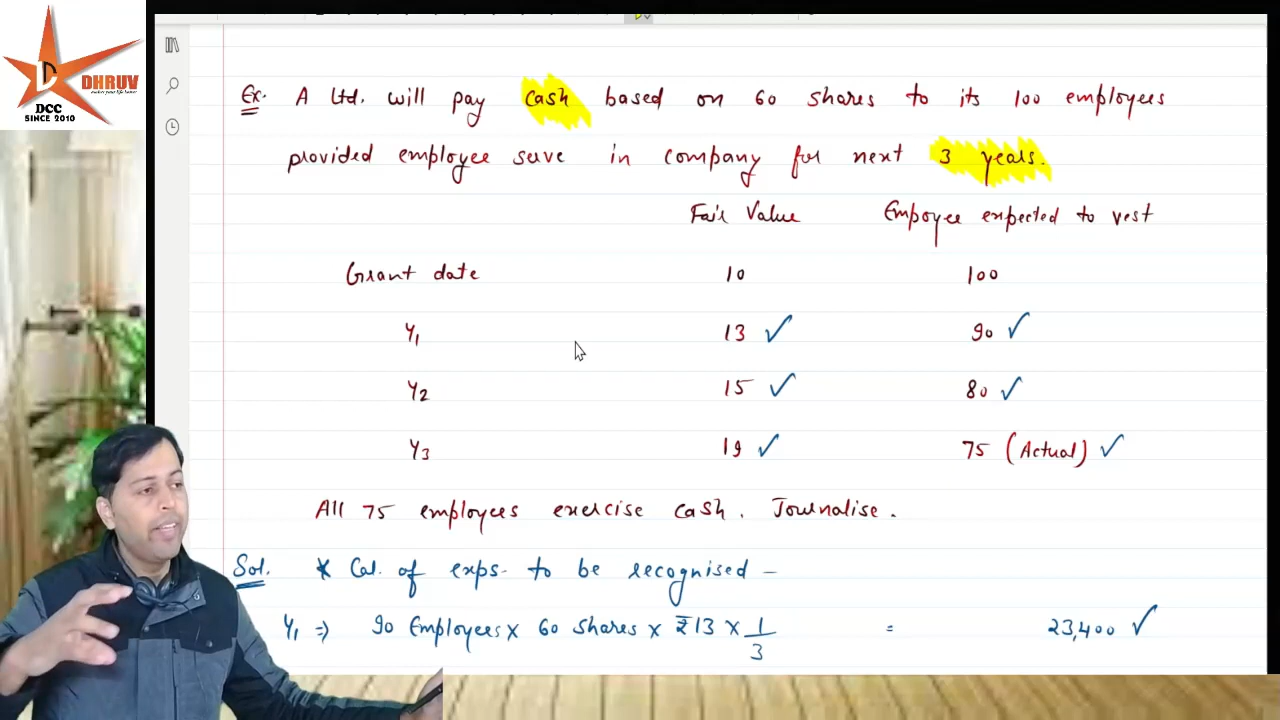 DHRUV
DCC
SINCE 2010
Ex. A Ltd. will pay cash based on 60 shares to its 100 employees
provided employee serve in company for next 3 years.
Fair Value Empoyee expected to vest
Grant date 10 100
Y1 13 ✓ 90 ✓
Y2 15 ✓ 80 ✓
Y3 19 ✓ 75 (Actual) ✓
All 75 employees exercise cash. Journalise.
Sol. * Cal. of exps. to be recognised –
Y1 ⇒ 90 Employees × 60 shares × ₹13 × 1/3 = 23,400 ✓